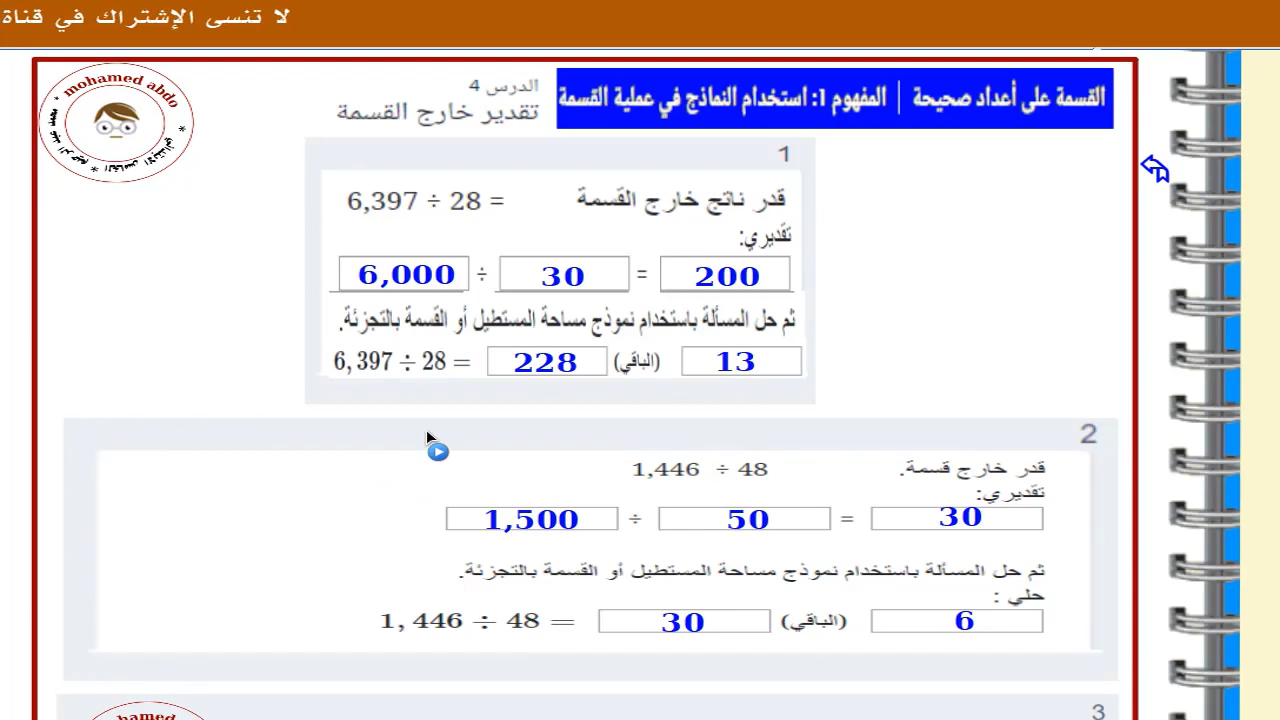 لا تنسى الإشتراك في قناة
mohamed abdo
القسمة على أعداد صحيحة | المفهوم 1: استخدام النماذج في عملية القسمة
الدرس 4
تقدير خارج القسمة
1
قدر ناتج خارج القسمة 6,397 ÷ 28 =
تقديري:
6,000 ÷ 30 = 200
ثم حل المسألة باستخدام نموذج مساحة المستطيل أو القسمة بالتجزئة.
6,397 ÷ 28 = 228 (الباقي) 13
2
قدر خارج قسمة. 1,446 ÷ 48
تقديري:
1,500 ÷ 50 = 30
ثم حل المسألة باستخدام نموذج مساحة المستطيل أو القسمة بالتجزئة.
حلي :
1,446 ÷ 48 = 30 (الباقي) 6
3